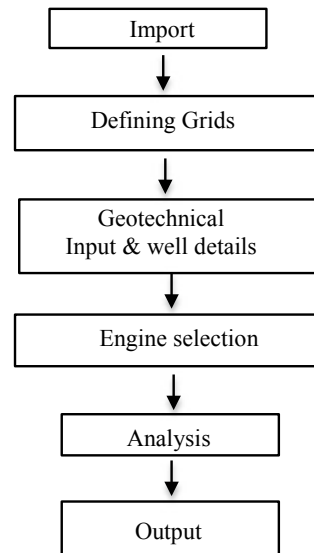 Import
Defining Grids
Geotechnical
Input & well details
Engine selection
Analysis
Output